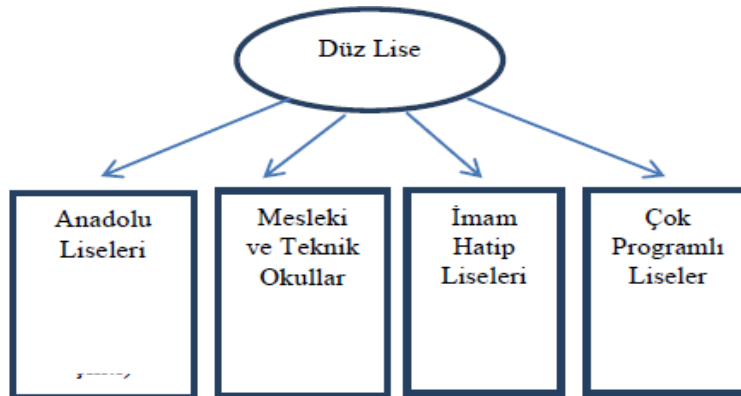 Düz Lise
Anadolu
Liseleri
Mesleki
ve Teknik
Okullar
İmam
Hatip
Liseleri
Çok
Programlı
Liseler